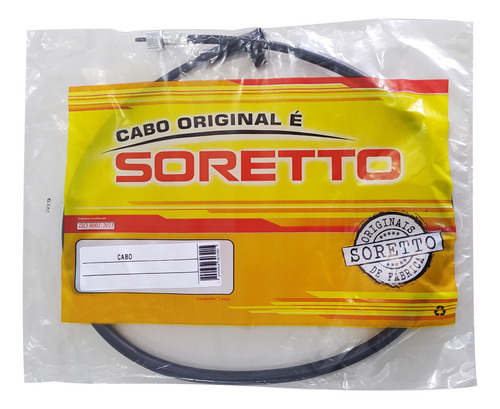 CABO ORIGINAL É
SORETTO
ISO 9001:2015
CABO
ORIGINAIS
SORETTO
DE FÁBRICA